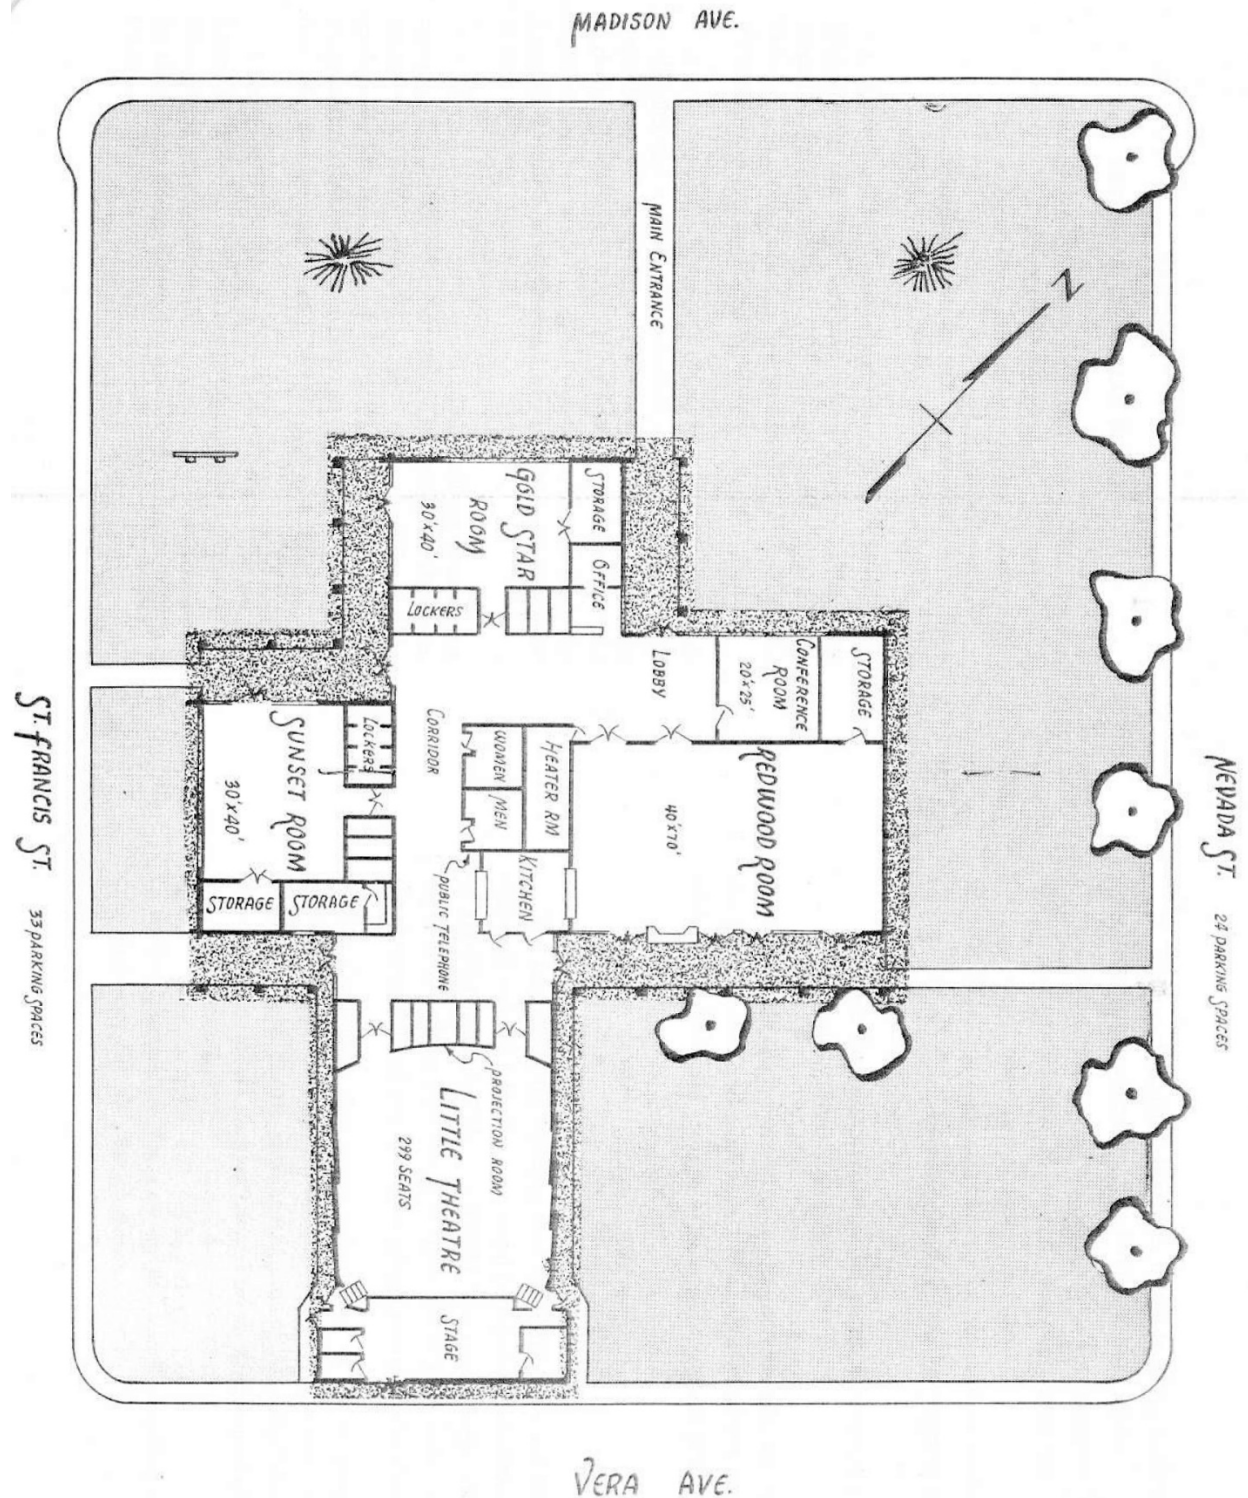 MADISON AVE.
MAIN ENTRANCE
N
GOLD STAR
ROOM
30'x40'
STORAGE
OFFICE
LOCKERS
LOBBY
CONFERENCE
ROOM
20'x25'
STORAGE
CORRIDOR
LOCKERS
SUNSET ROOM
30'x40'
WOMEN
MEN
HEATER RM
REDWOOD ROOM
40'x70'
KITCHEN
PUBLIC TELEPHONE
STORAGE
STORAGE
ST. FRANCIS ST.
33 PARKING SPACES
NEVADA ST.
24 PARKING SPACES
PROJECTION ROOM
LITTLE THEATRE
299 SEATS
STAGE
VERA AVE.